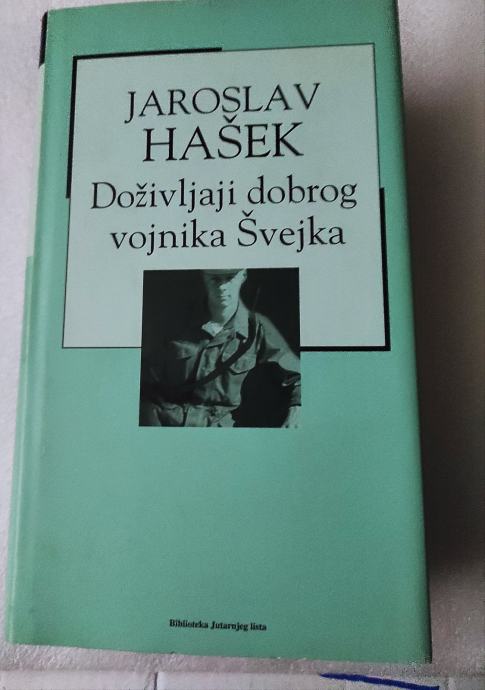 JAROSLAV
HAŠEK
Doživljaji dobrog
vojnika Švejka
Biblioteka Jutarnjeg lista